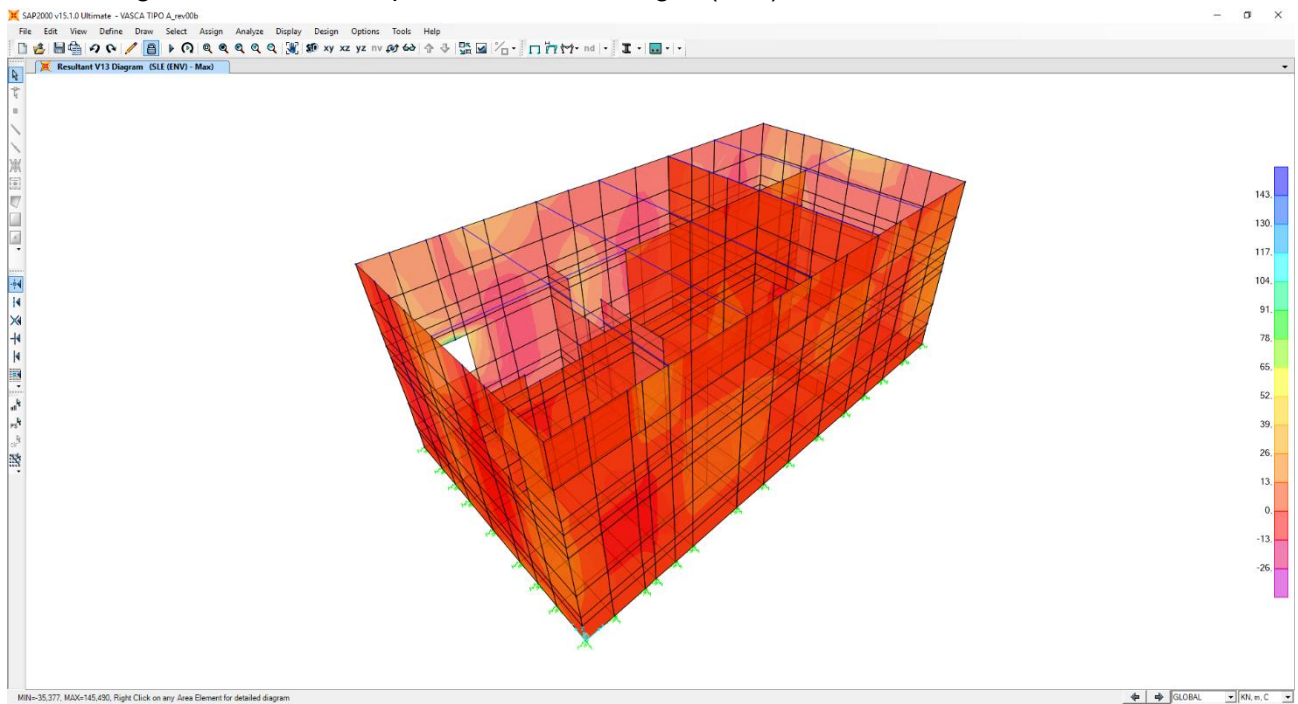 SAP2000 v15.1.0 Ultimate - VASCA TIPO A_rev00b
File Edit View Define Draw Select Assign Analyze Display Design Options Tools Help
xy xz yz nv nd
Resultant V13 Diagram (SLE (ENV) - Max)
143,
130,
117,
104,
91,
78,
65,
52,
39,
26,
13,
0,
-13,
-26,
MIN=-35,377, MAX=145,490, Right Click on any Area Element for detailed diagram
GLOBAL
KN, m, C